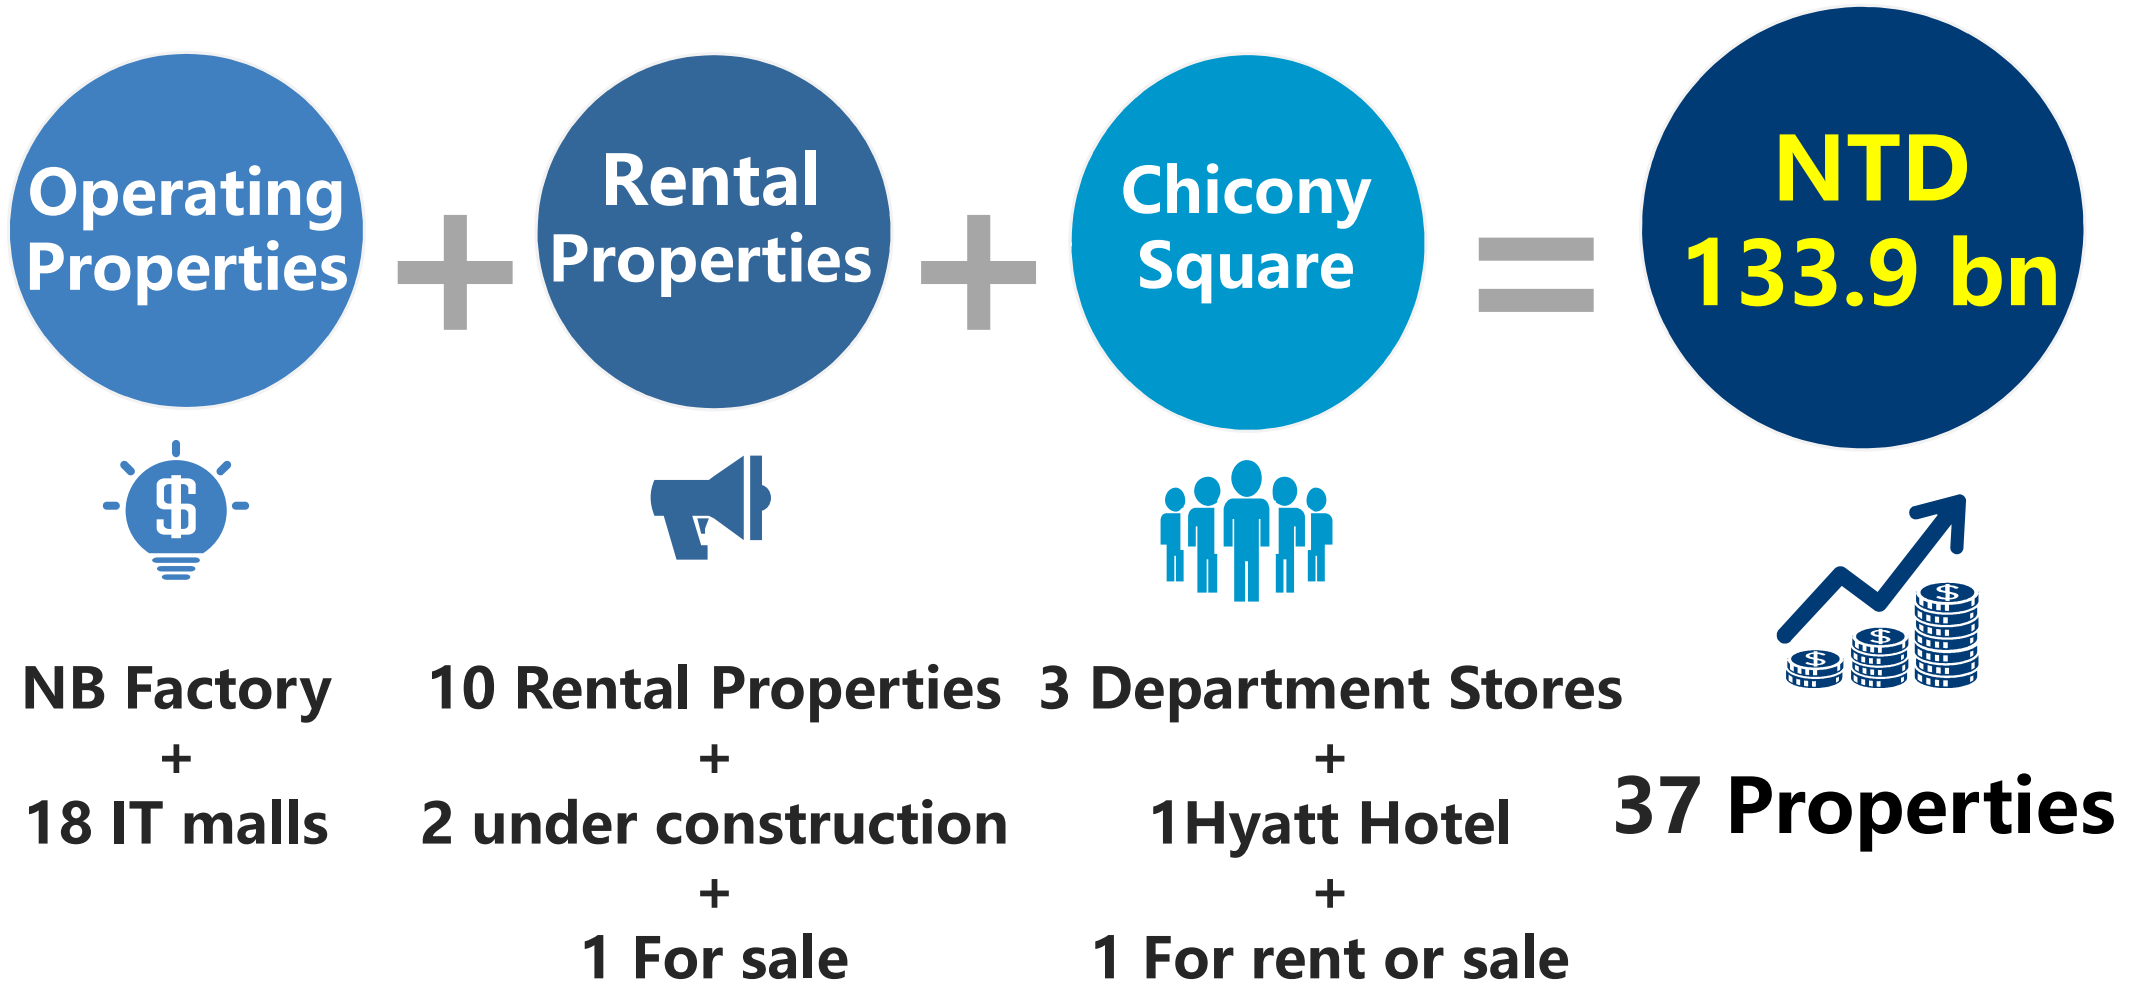 Operating
Properties
+
Rental
Properties
+
Chicony
Square
=
NTD
133.9 bn
NB Factory
+
18 IT malls
10 Rental Properties
+
2 under construction
+
1 For sale
3 Department Stores
+
1Hyatt Hotel
+
1 For rent or sale
37 Properties